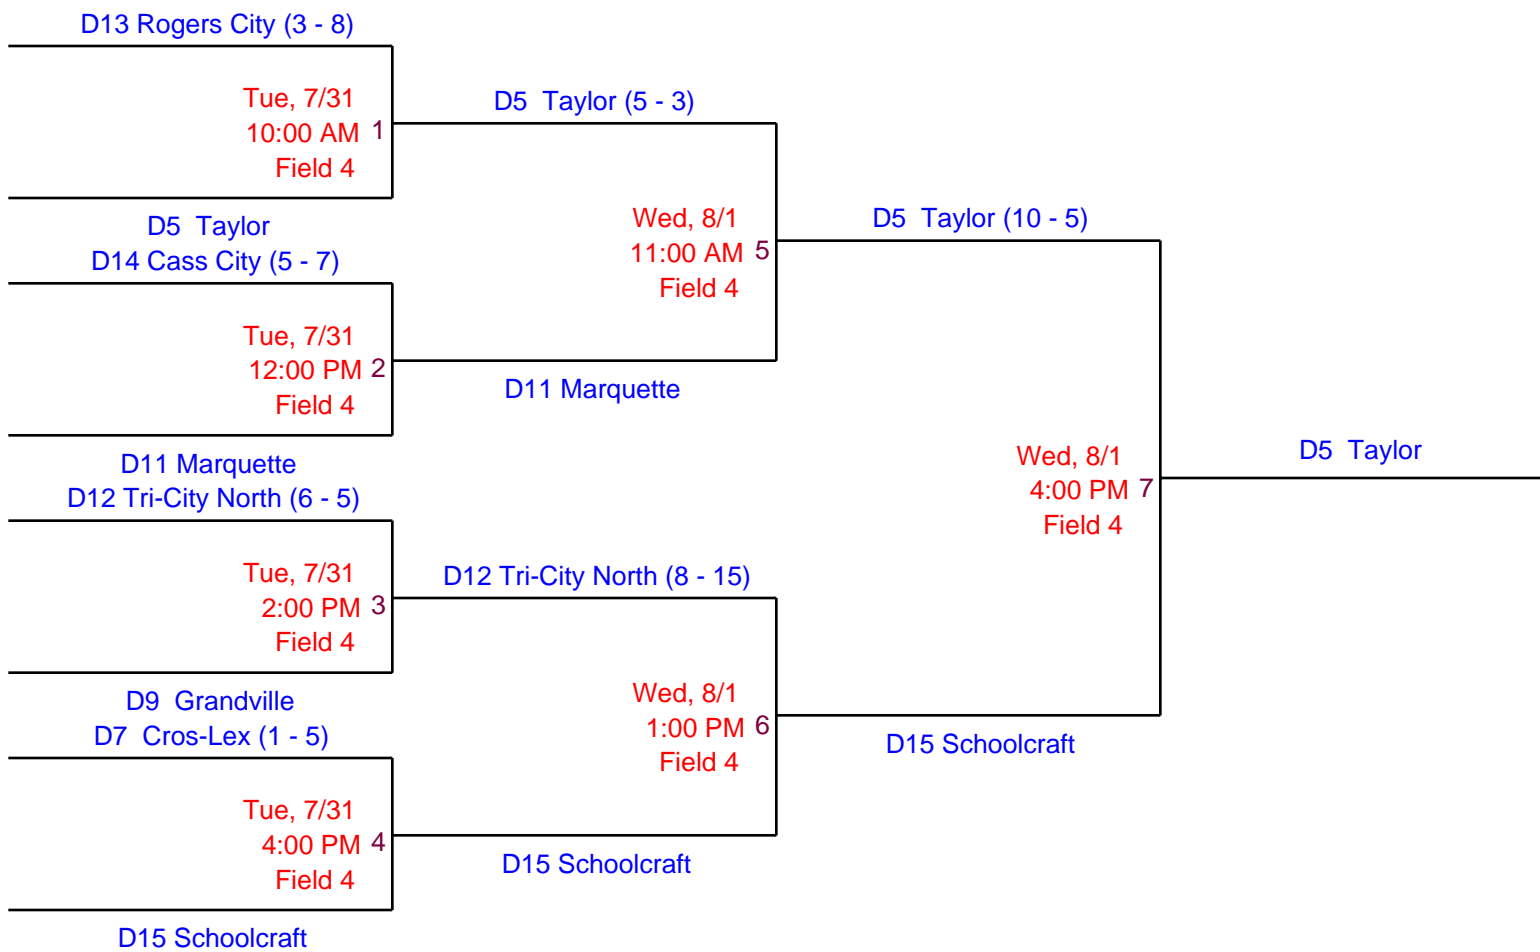 D13 Rogers City (3 - 8)
Tue, 7/31
10:00 AM 1
Field 4
D5  Taylor
D14 Cass City (5 - 7)
Tue, 7/31
12:00 PM 2
Field 4
D11 Marquette
D12 Tri-City North (6 - 5)
Tue, 7/31
2:00 PM 3
Field 4
D9  Grandville
D7  Cros-Lex (1 - 5)
Tue, 7/31
4:00 PM 4
Field 4
D15 Schoolcraft
D5  Taylor (5 - 3)
Wed, 8/1
11:00 AM 5
Field 4
D11 Marquette
D12 Tri-City North (8 - 15)
Wed, 8/1
1:00 PM 6
Field 4
D15 Schoolcraft
D5  Taylor (10 - 5)
Wed, 8/1
4:00 PM 7
Field 4
D15 Schoolcraft
D5  Taylor